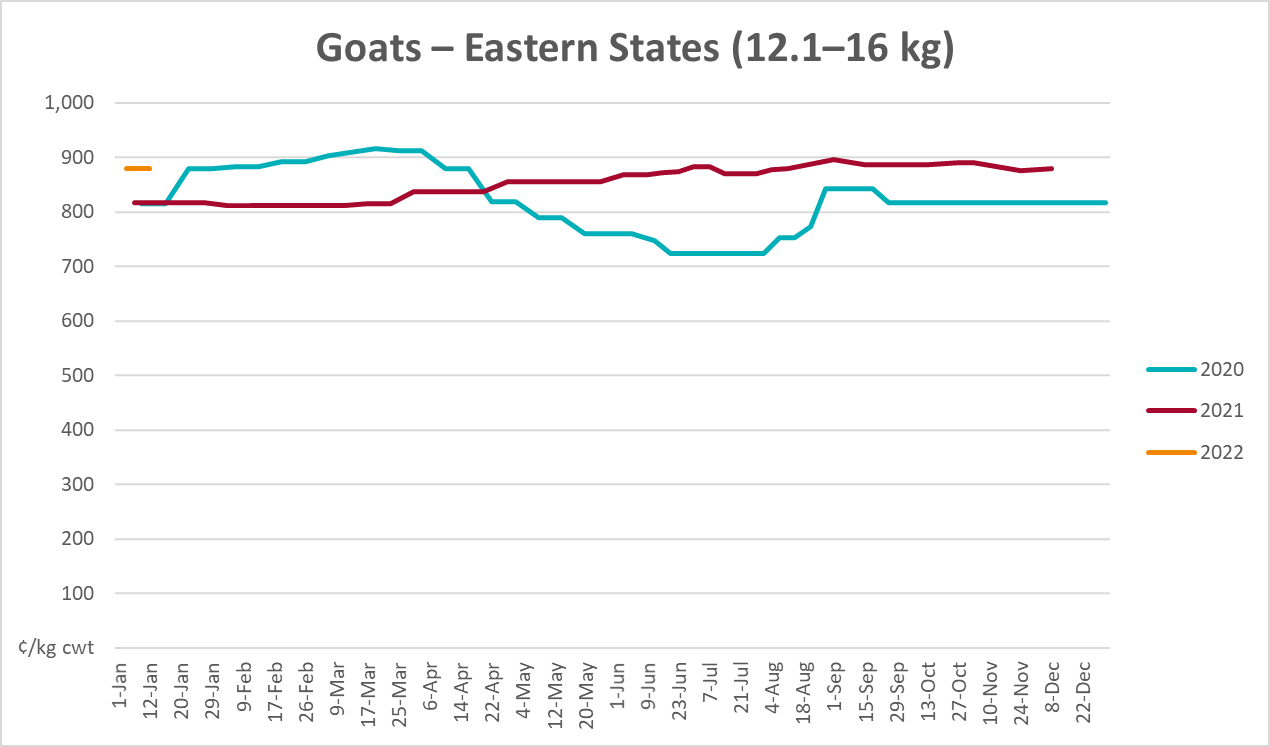 Goats – Eastern States (12.1–16 kg)
1,000
900
800
700
600
500
400
300
200
100
¢/kg cwt
1-Jan
12-Jan
20-Jan
29-Jan
9-Feb
17-Feb
26-Feb
9-Mar
17-Mar
25-Mar
6-Apr
14-Apr
22-Apr
4-May
12-May
20-May
1-Jun
9-Jun
23-Jun
7-Jul
21-Jul
4-Aug
18-Aug
1-Sep
15-Sep
29-Sep
13-Oct
27-Oct
10-Nov
24-Nov
8-Dec
22-Dec
2020
2021
2022